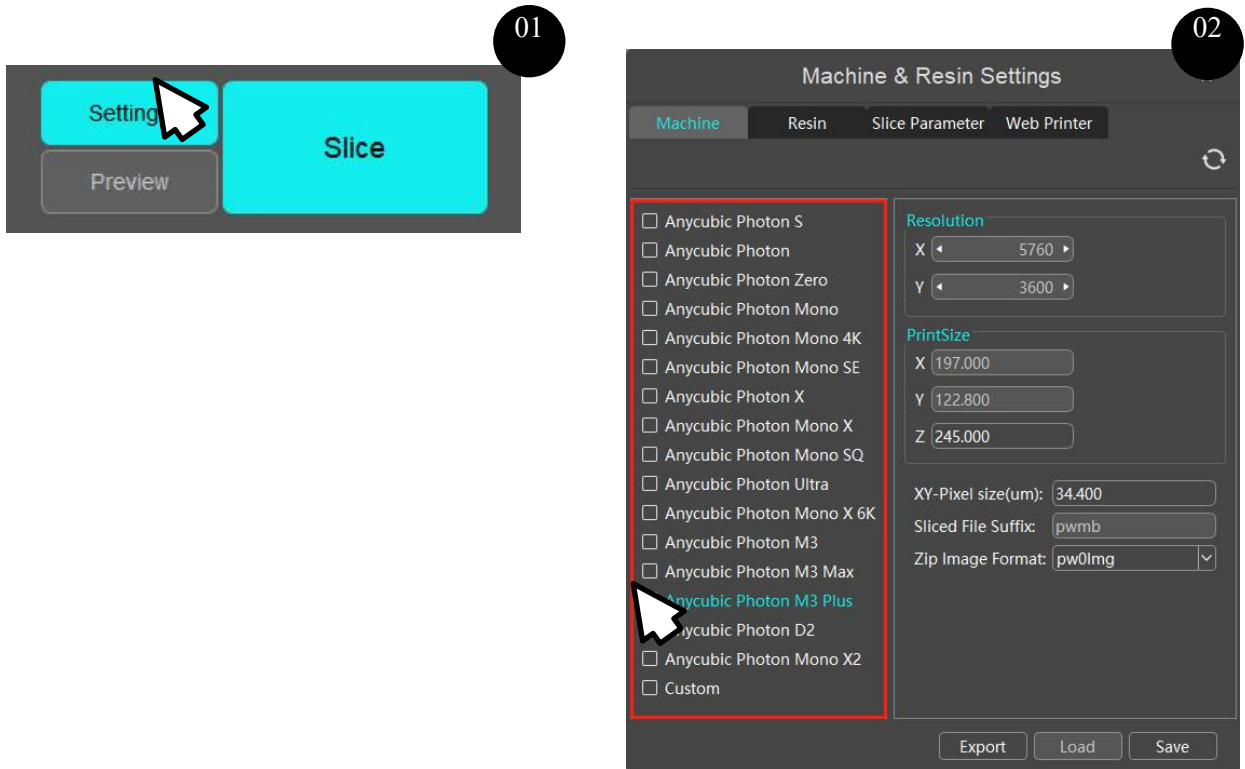 01
Setting
Preview
Slice
02
Machine & Resin Settings
Machine Resin Slice Parameter Web Printer
Anycubic Photon S
Anycubic Photon
Anycubic Photon Zero
Anycubic Photon Mono
Anycubic Photon Mono 4K
Anycubic Photon Mono SE
Anycubic Photon X
Anycubic Photon Mono X
Anycubic Photon Mono SQ
Anycubic Photon Ultra
Anycubic Photon Mono X 6K
Anycubic Photon M3
Anycubic Photon M3 Max
Anycubic Photon M3 Plus
Anycubic Photon D2
Anycubic Photon Mono X2
Custom
Resolution
X 5760
Y 3600
PrintSize
X 197.000
Y 122.800
Z 245.000
XY-Pixel size(um): 34.400
Sliced File Suffix: pwmb
Zip Image Format: pw0Img
Export Load Save